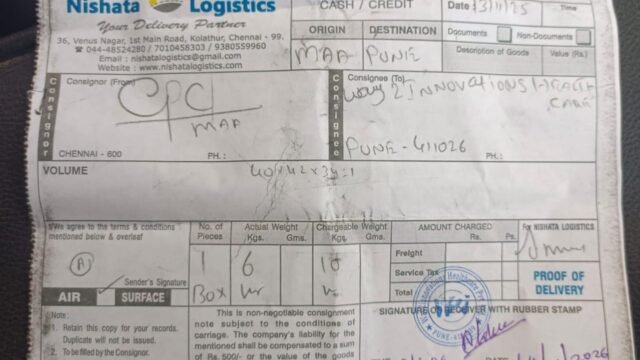 Nishata Logistics
Your Delivery Partner
36, Venus Nagar, 1st Main Road, Kolathur, Chennai - 99.
☎ 044-48524280 / 7010458303 / 9380559960
Email : nishatalogistics@gmail.com
Website : www.nishatalogistics.com
CASH / CREDIT
Date :
Time
ORIGIN
MAA
DESTINATION
PUNE
Documents
Non-Documents
Description of Goods
Value (Rs.)
Consignor
Consignor (From)
CPC
MAA
CHENNAI - 600
PH. :
Consignee
Consignee (To)
Way 2 INNOVATIONS HEALTH
CARE
PUNE - 411026
PH. :
VOLUME
I/We agree to the terms & conditions
mentioned below & overleaf
Sender's Signature
AIR
SURFACE
No. of
Pieces
1
Box
Actual Weight
Kgs. Gms.
6
Chargeable Weight
Kgs. Gms.
AMOUNT CHARGED
Rs. Ps.
Freight
Service Tax
Total
For NISHATA LOGISTICS
PROOF OF
DELIVERY
Note :
1. Retain this copy for your records.
Duplicate will not be issued.
2. To be filled by the Consignor.
This is non-negotiable consignment
note subject to the conditions of
carriage. The company's liability for the
mentioned shall be compensated to a sum
of Rs. 500/- or the value of the goods
SIGNATURE OF RECEIVER WITH RUBBER STAMP